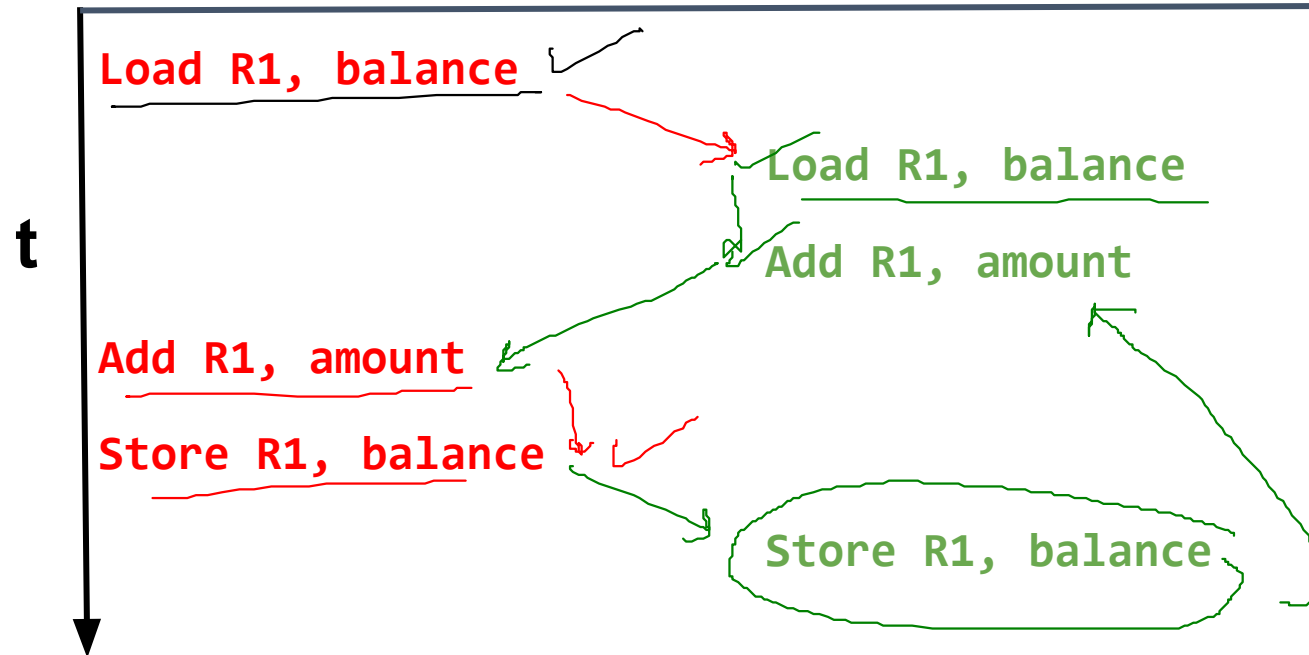 Load R1, balance
Load R1, balance
t
Add R1, amount
Add R1, amount
Store R1, balance
Store R1, balance